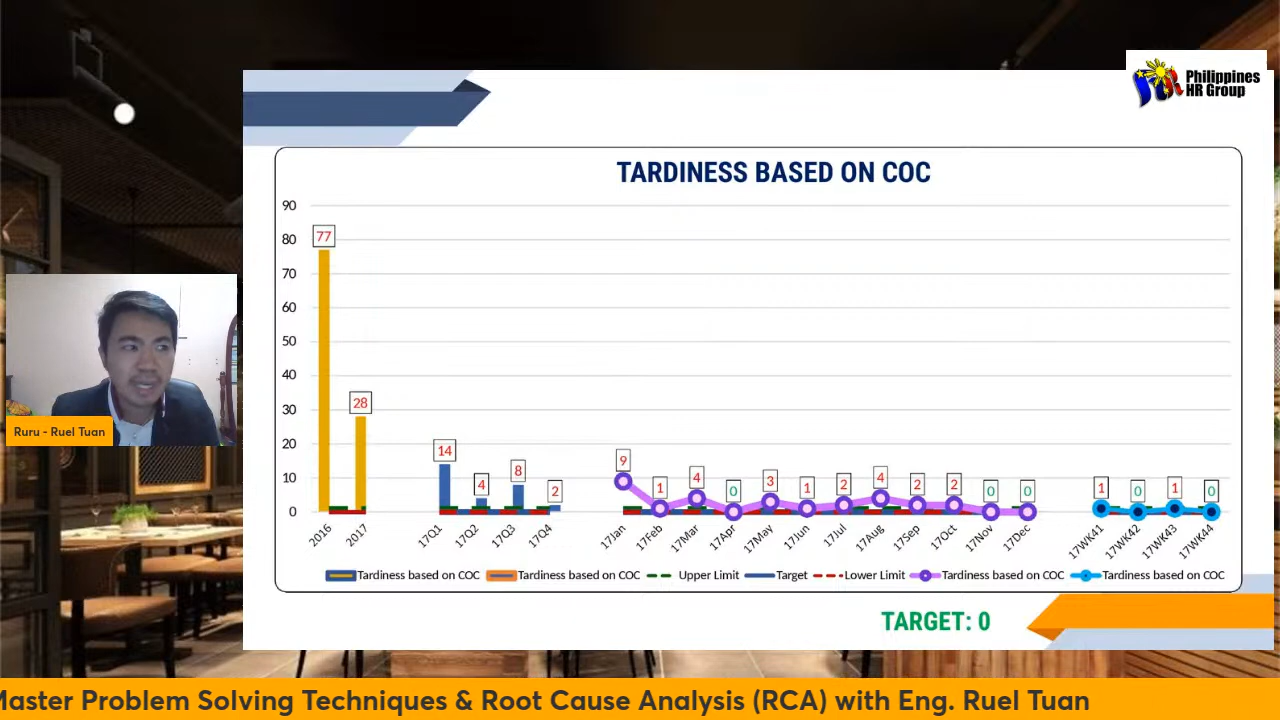 Philippines
HR Group
TARDINESS BASED ON COC
90
80
70
60
50
40
30
20
10
0
77
28
14
4
8
2
9
1
4
0
3
1
2
4
2
2
0
0
1
0
1
0
2016
2017
17Q1
17Q2
17Q3
17Q4
17Jan
17Feb
17Mar
17Apr
17May
17Jun
17Jul
17Aug
17Sep
17Oct
17Nov
17Dec
17WK41
17WK42
17WK43
17WK44
Tardiness based on COC Tardiness based on COC Upper Limit Target Lower Limit Tardiness based on COC Tardiness based on COC
TARGET: 0
Ruru - Ruel Tuan
Master Problem Solving Techniques & Root Cause Analysis (RCA) with Eng. Ruel Tuan